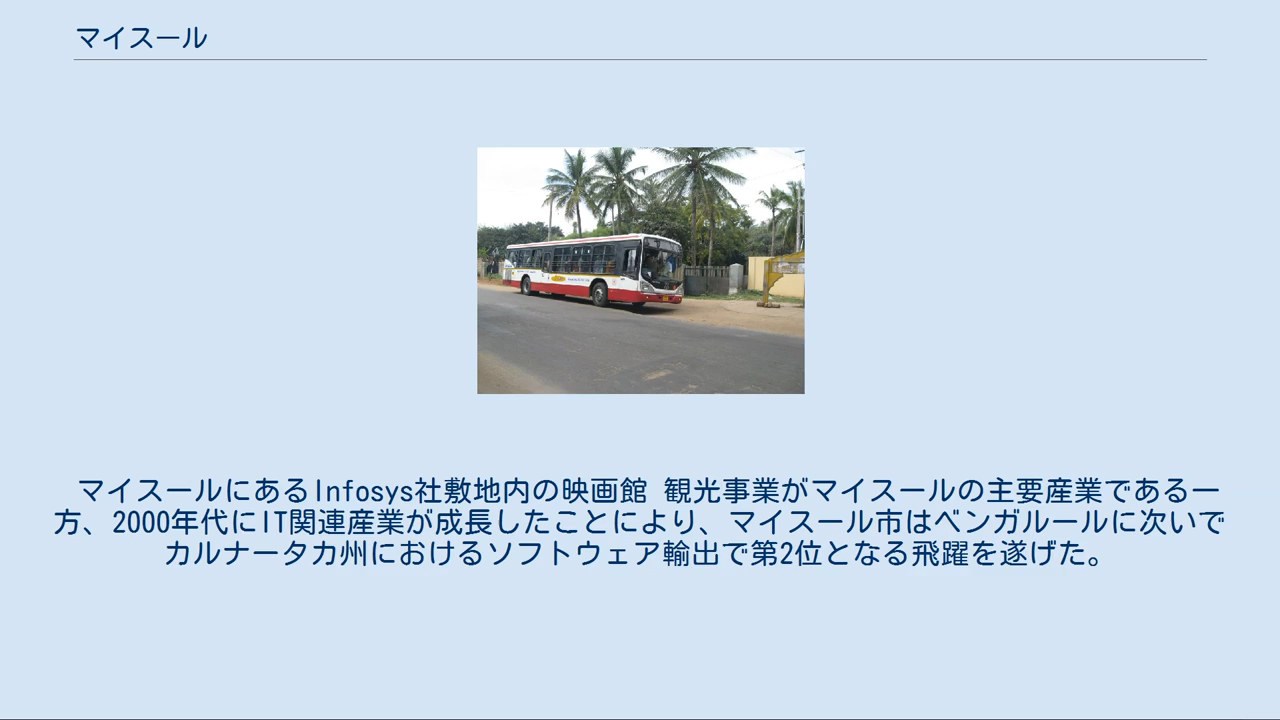 マイスール
マイスールにあるInfosys社敷地内の映画館 観光事業がマイスールの主要産業である一
方、2000年代にIT関連産業が成長したことにより、マイスール市はベンガルールに次いで
カルナータカ州におけるソフトウェア輸出で第2位となる飛躍を遂げた。